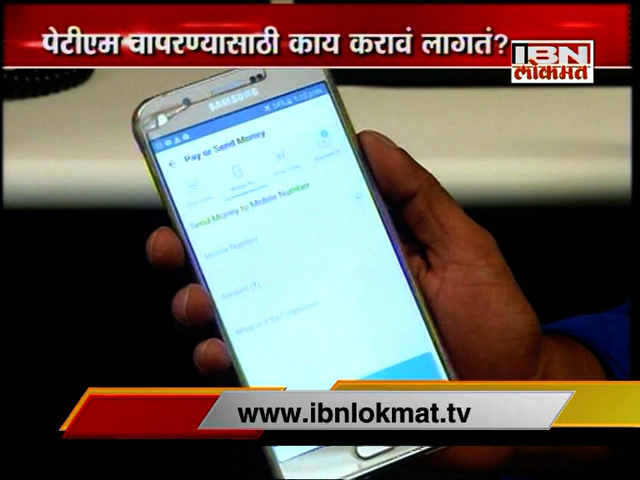 पेटीएम वापरण्यासाठी काय करावं लागतं?
IBN
लोकमत
SAMSUNG
Pay or Send Money
Send Money to Mobile Number
Mobile Number
Amount (₹)
www.ibnlokmat.tv